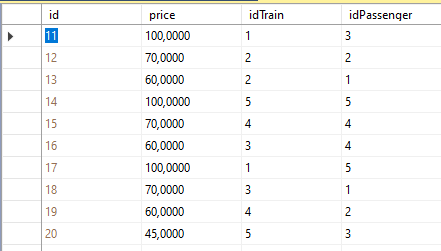 id price idTrain idPassenger
11 100,0000 1 3
12 70,0000 2 2
13 60,0000 2 1
14 100,0000 5 5
15 70,0000 4 4
16 60,0000 3 4
17 100,0000 1 5
18 70,0000 3 1
19 60,0000 4 2
20 45,0000 5 3